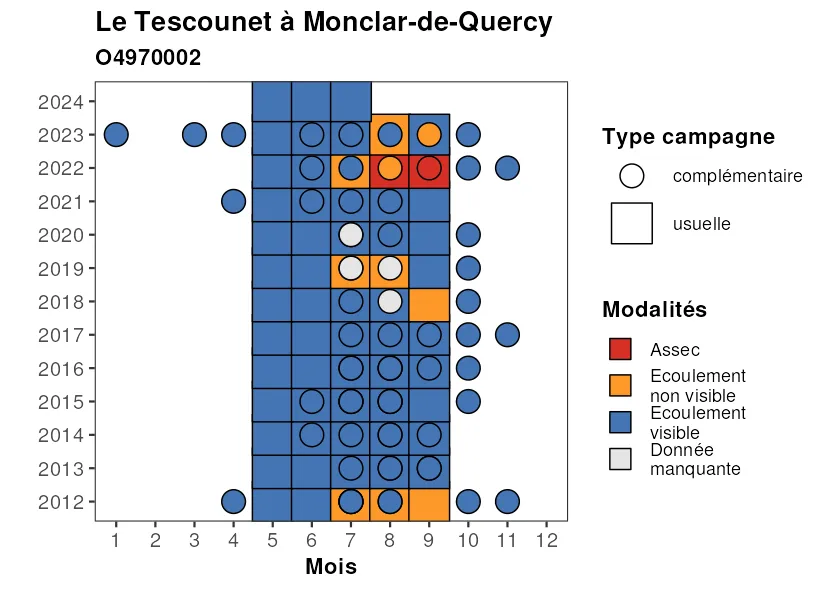 Le Tescounet à Monclar-de-Quercy
O4970002
2024
2023
2022
2021
2020
2019
2018
2017
2016
2015
2014
2013
2012
1 2 3 4 5 6 7 8 9 10 11 12
Mois
Type campagne
complémentaire
usuelle
Modalités
Assec
Ecoulement
non visible
Ecoulement
visible
Donnée
manquante